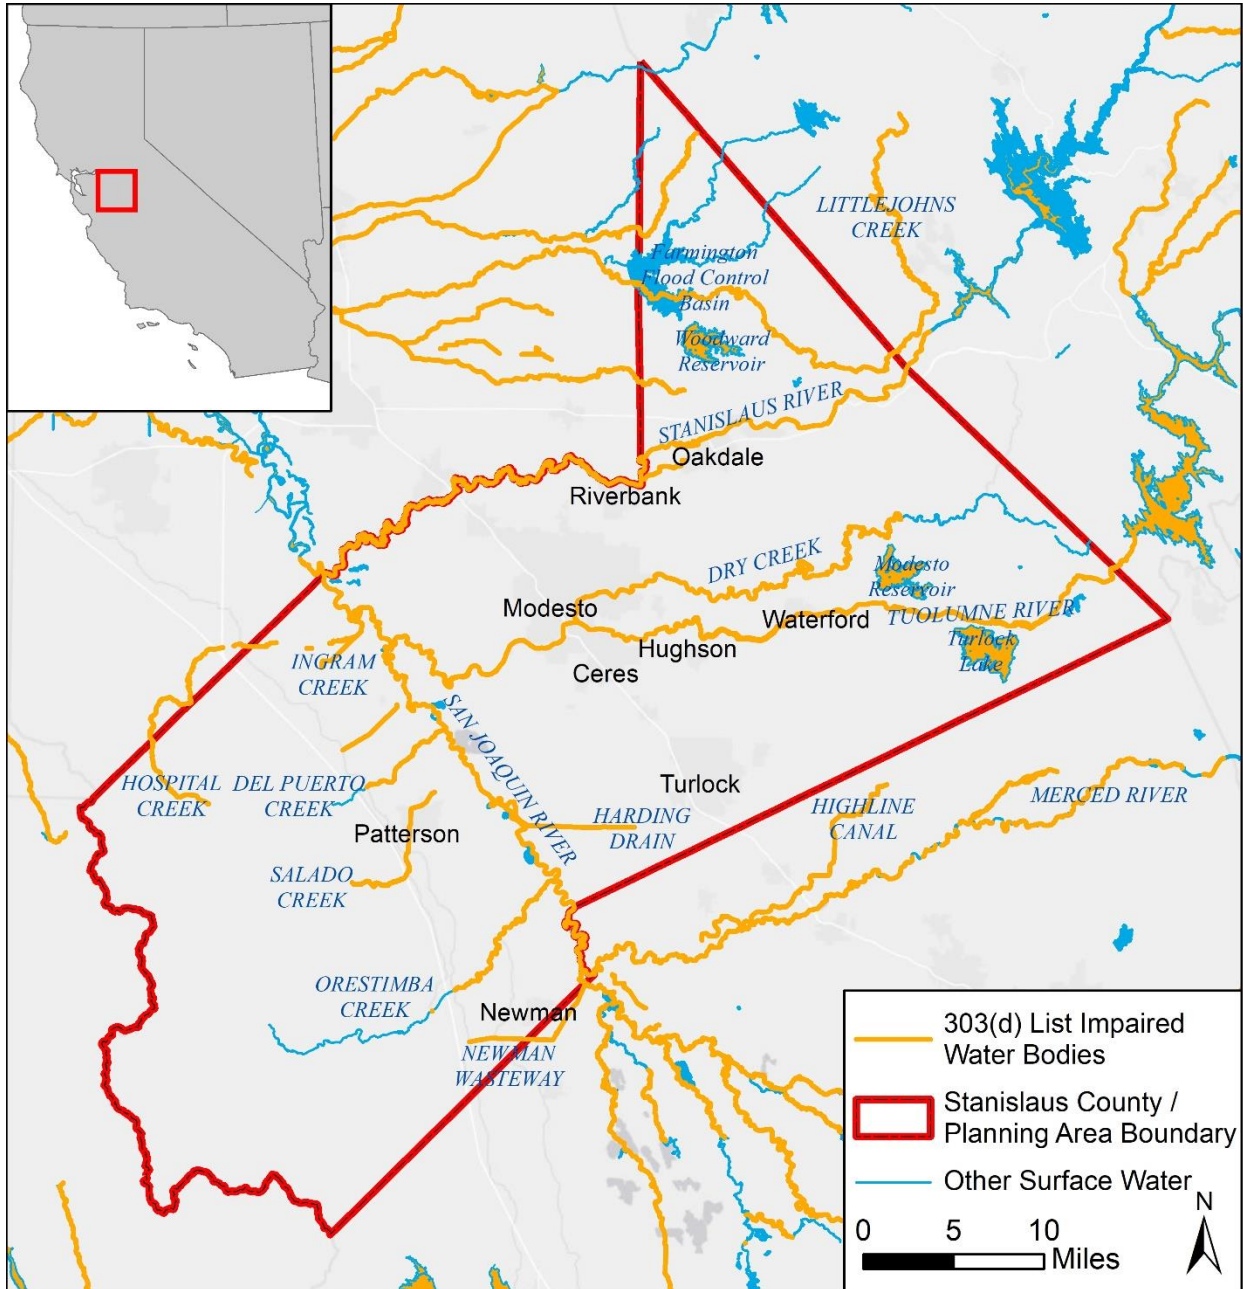 LITTLEJOHNS
CREEK
Farmington
Flood Control
Basin
Woodward
Reservoir
STANISLAUS RIVER
Oakdale
Riverbank
DRY CREEK
Modesto
Reservoir
Modesto
Waterford
TUOLUMNE RIVER
Hughson
Turlock
Lake
Ceres
INGRAM
CREEK
SAN JOAQUIN RIVER
HOSPITAL
CREEK
DEL PUERTO
CREEK
Turlock
MERCED RIVER
HIGHLINE
CANAL
HARDING
DRAIN
Patterson
SALADO
CREEK
ORESTIMBA
CREEK
Newman
NEWMAN
WASTEWAY
303(d) List Impaired
Water Bodies
Stanislaus County /
Planning Area Boundary
Other Surface Water
N
0 5 10
Miles